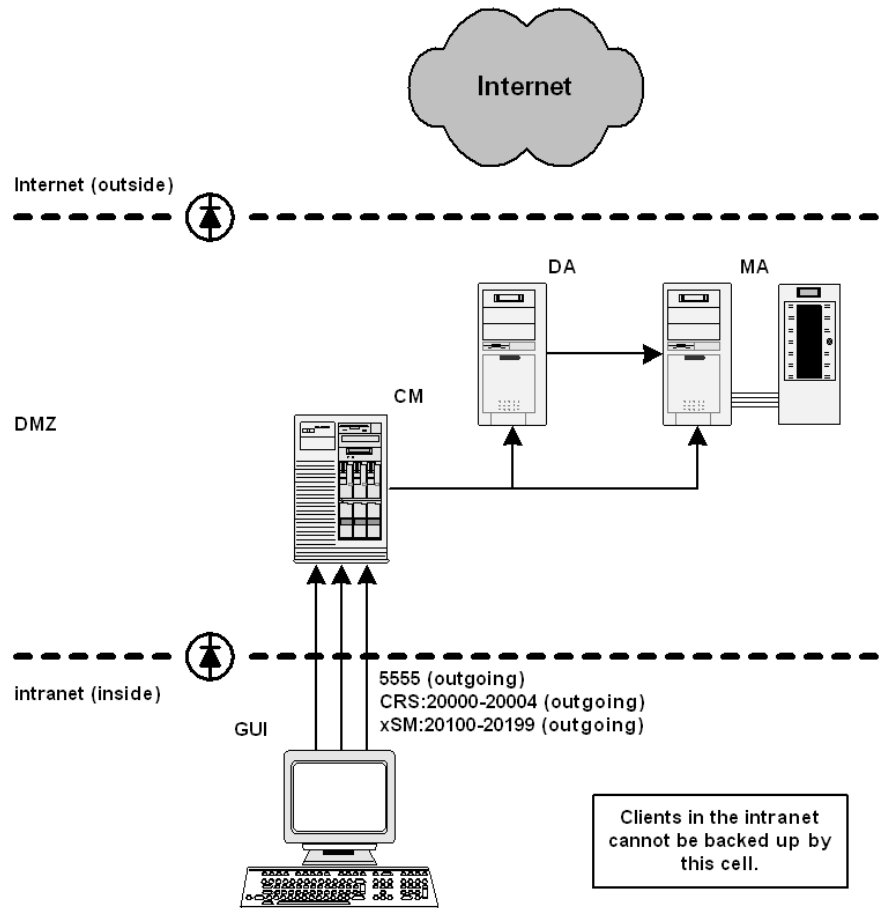 Internet
Internet (outside)
DA
MA
CM
DMZ
intranet (inside)
5555 (outgoing)
CRS:20000-20004 (outgoing)
xSM:20100-20199 (outgoing)
GUI
Clients in the intranet
cannot be backed up by
this cell.